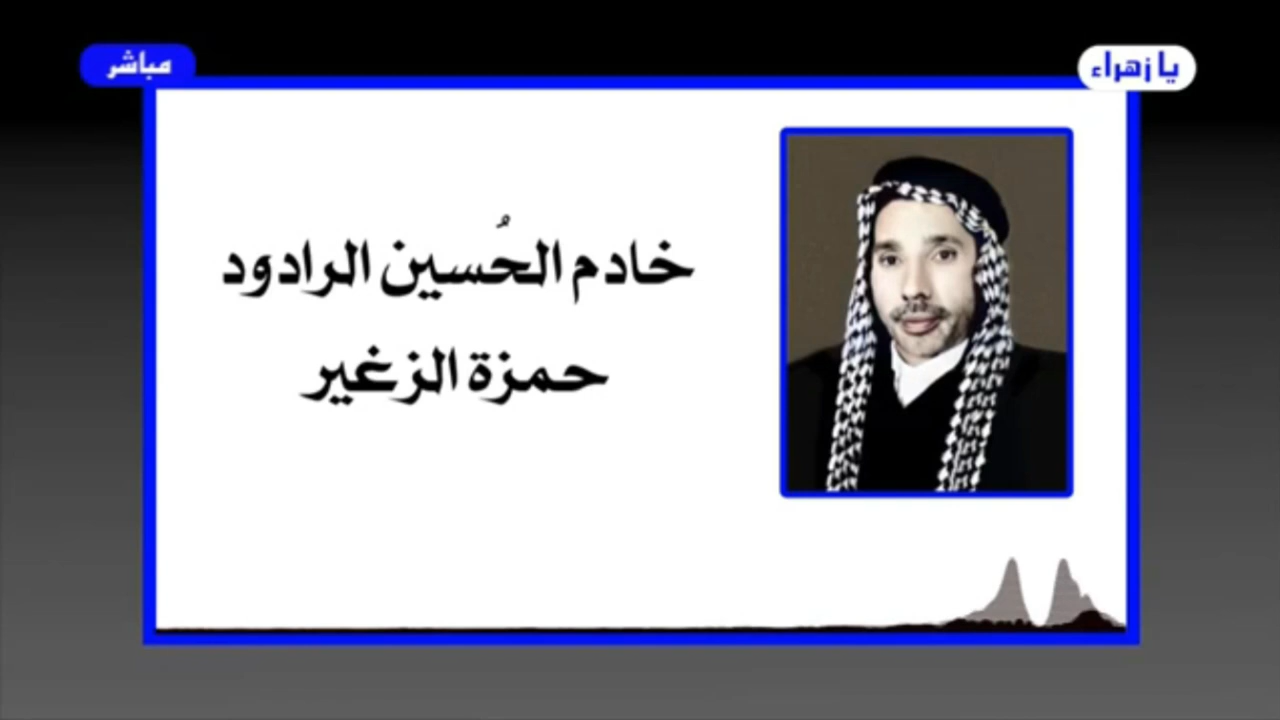 يا زهراء
مباشر
خادم الحُسين الرادود
حمزة الزغير